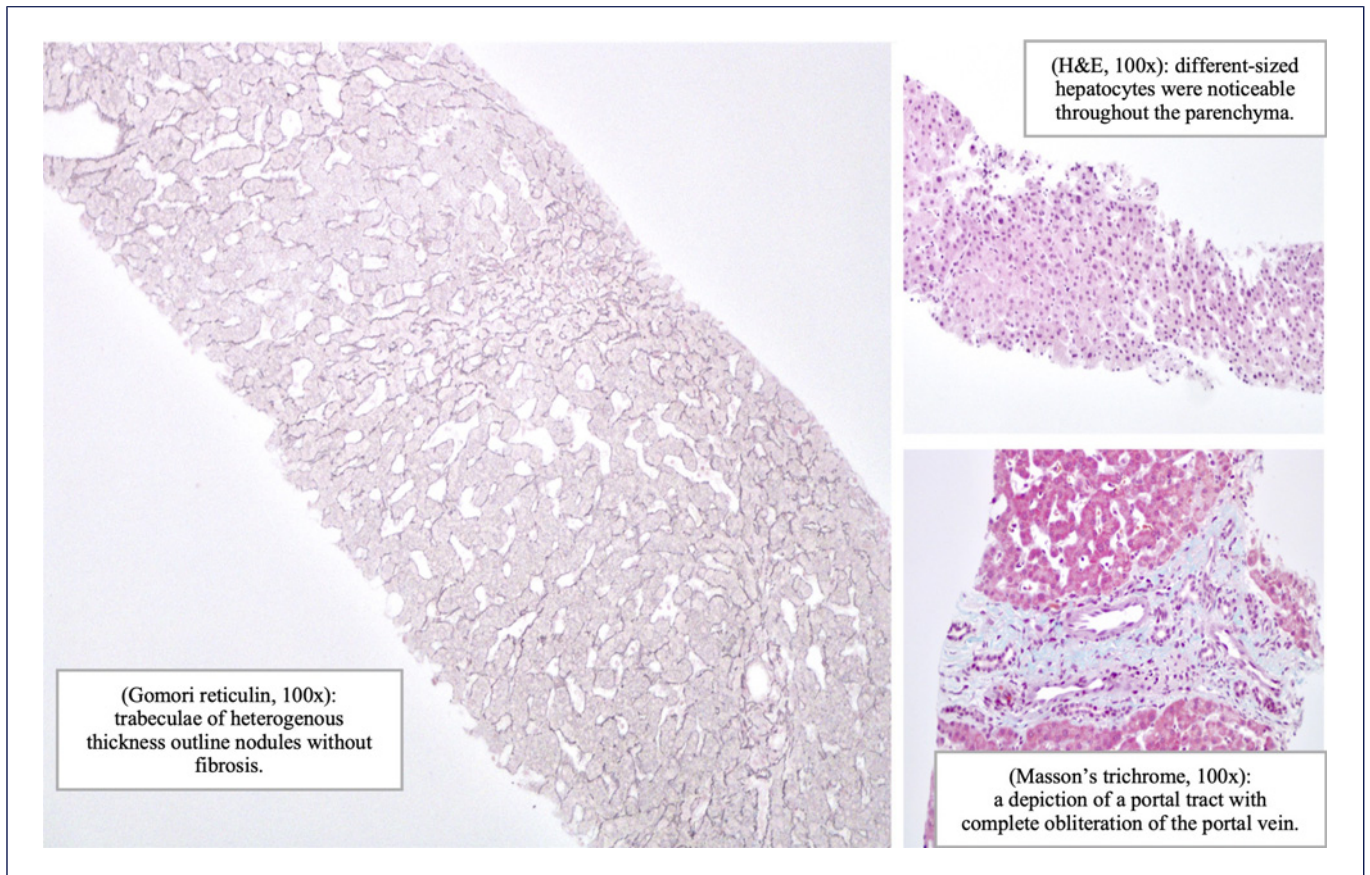 (H&E, 100x): different-sized
hepatocytes were noticeable
throughout the parenchyma.
(Gomori reticulin, 100x):
trabeculae of heterogenous
thickness outline nodules without
fibrosis.
(Masson’s trichrome, 100x):
a depiction of a portal tract with
complete obliteration of the portal vein.